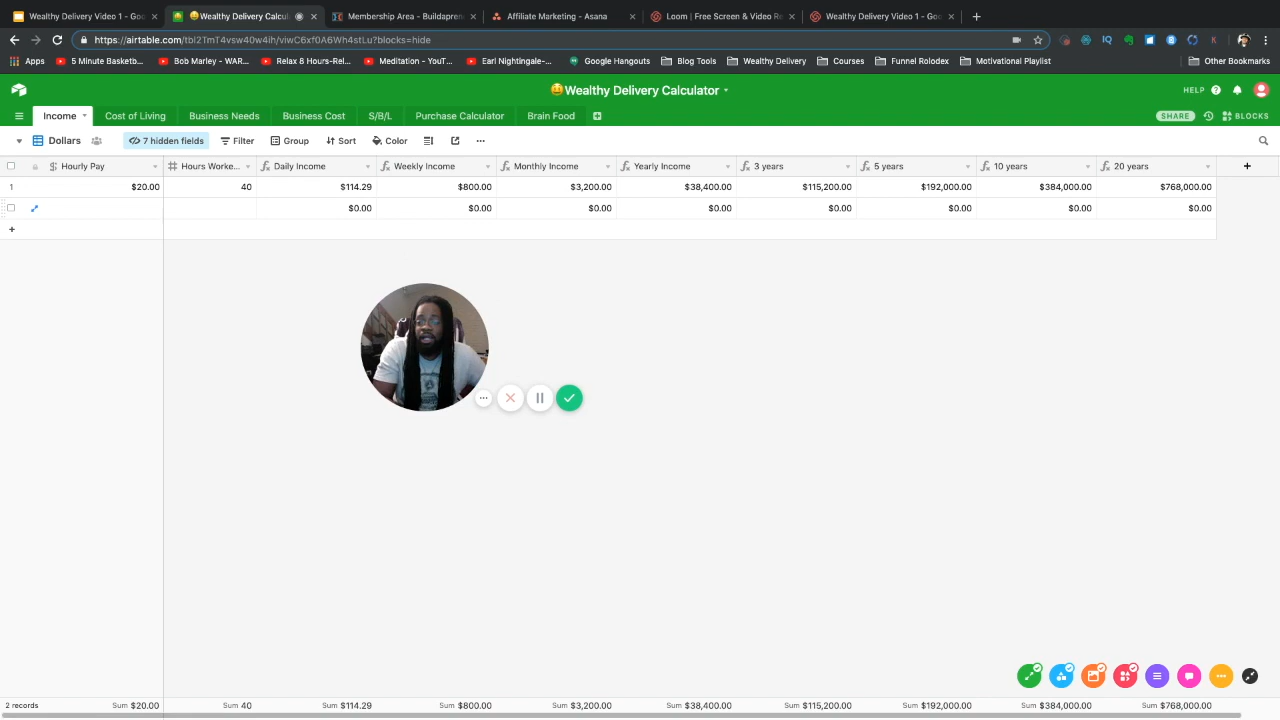 Wealthy Delivery Video 1 - Goo
Wealthy Delivery Calcul
Membership Area - Buildaprene
Affiliate Marketing - Asana
Loom | Free Screen & Video Re
Wealthy Delivery Video 1 - Goo
https://airtable.com/tbl2TmT4vsw40w4ih/viwC6xf0A6Wh4stLu?blocks=hide
Apps
5 Minute Basketb...
Bob Marley - WAR...
Relax 8 Hours-Rel...
Meditation - YouT...
Earl Nightingale-...
Google Hangouts
Blog Tools
Wealthy Delivery
Courses
Funnel Rolodex
Motivational Playlist
Other Bookmarks
Wealthy Delivery Calculator
HELP
Income
Cost of Living
Business Needs
Business Cost
S/B/L
Purchase Calculator
Brain Food
SHARE
BLOCKS
Dollars
7 hidden fields
Filter
Group
Sort
Color
Hourly Pay Hours Worke... Daily Income Weekly Income Monthly Income Yearly Income 3 years 5 years 10 years 20 years
1 $20.00 40 $114.29 $800.00 $3,200.00 $38,400.00 $115,200.00 $192,000.00 $384,000.00 $768,000.00
$0.00 $0.00 $0.00 $0.00 $0.00 $0.00 $0.00 $0.00
2 records Sum $20.00 Sum 40 Sum $114.29 Sum $800.00 Sum $3,200.00 Sum $38,400.00 Sum $115,200.00 Sum $192,000.00 Sum $384,000.00 Sum $768,000.00